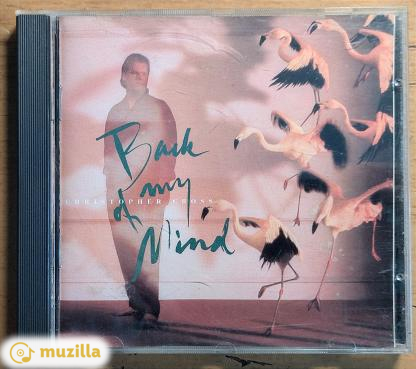 Back
of my
Mind
CHRISTOPHER CROSS
muzilla